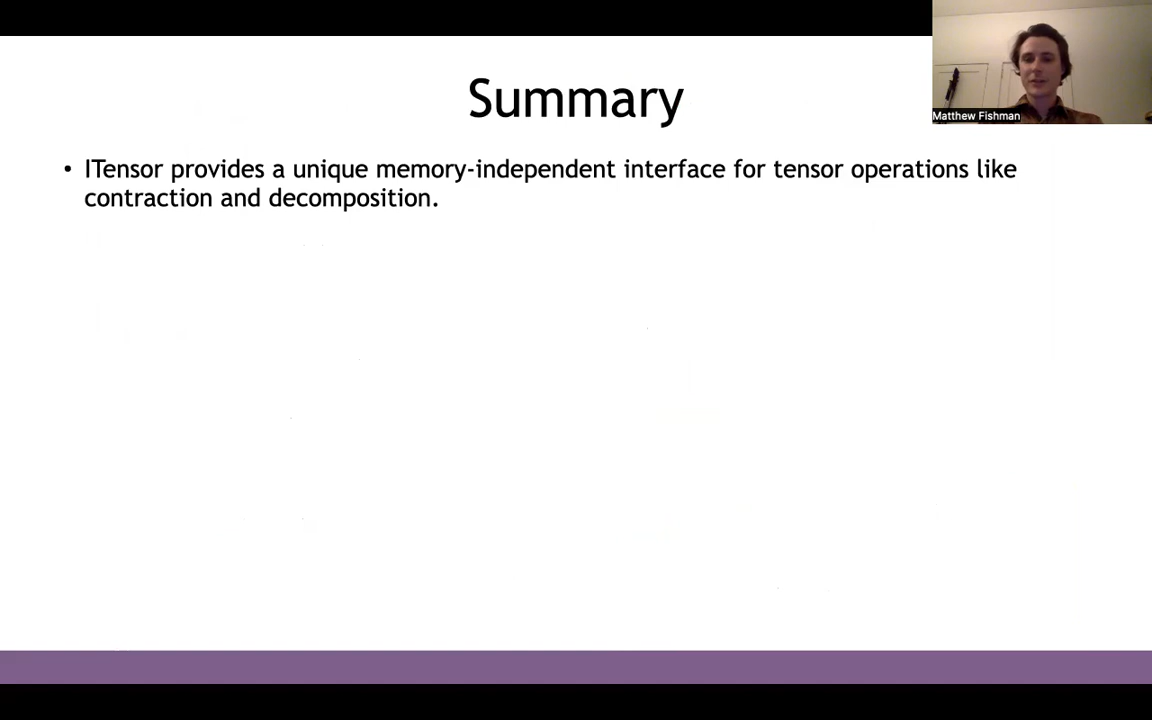 Summary
Matthew Fishman
• ITensor provides a unique memory-independent interface for tensor operations like
contraction and decomposition.